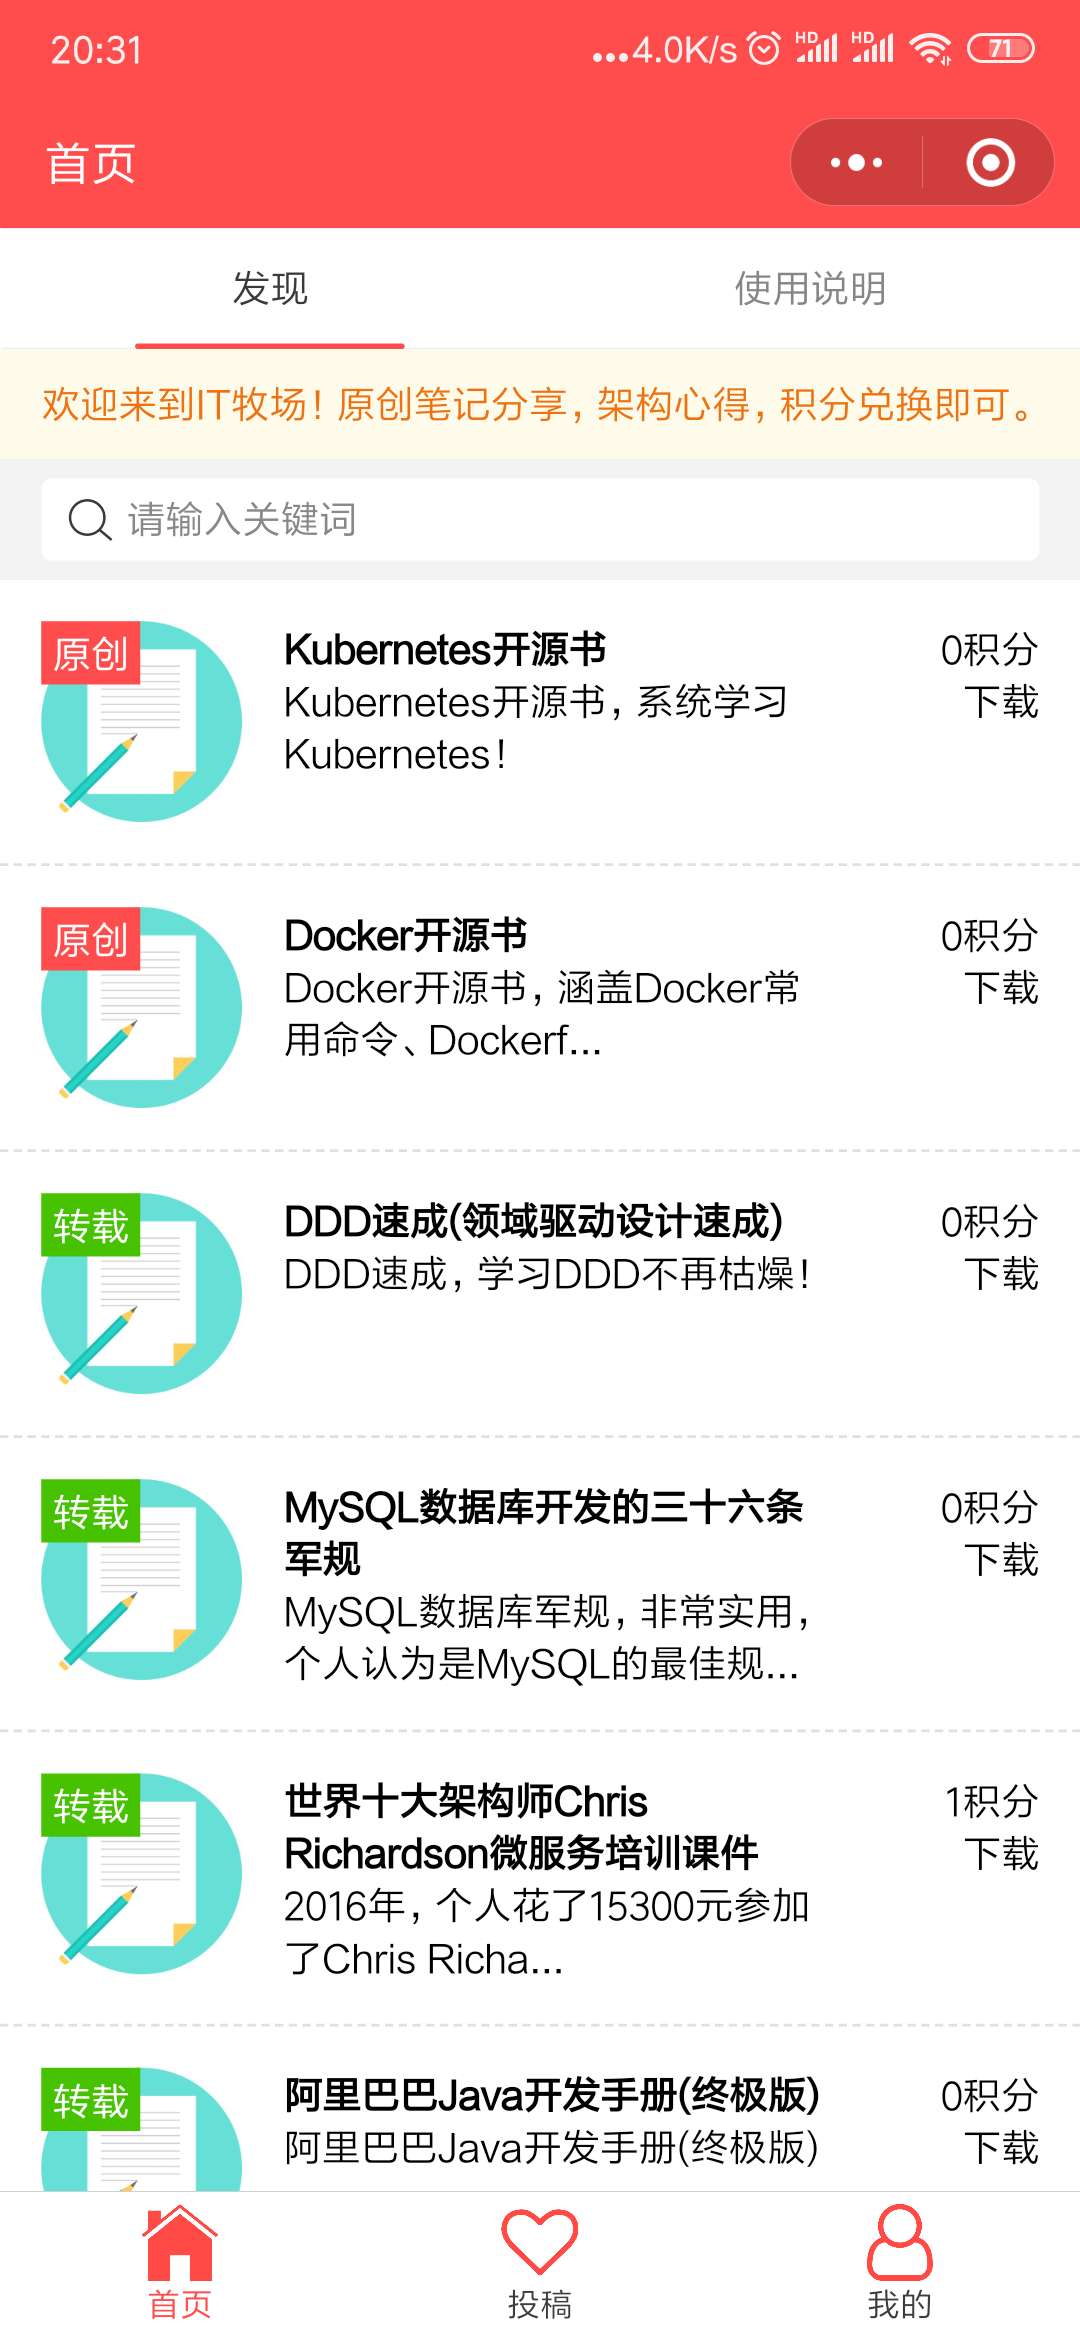 20:31
...4.0K/s HD HD 71
首页
发现
使用说明
欢迎来到IT牧场！原创笔记分享，架构心得，积分兑换即可。
请输入关键词
原创
Kubernetes开源书
0积分
Kubernetes开源书，系统学习
下载
Kubernetes！
原创
Docker开源书
0积分
Docker开源书，涵盖Docker常
下载
用命令、Dockerf...
转载
DDD速成(领域驱动设计速成)
0积分
DDD速成，学习DDD不再枯燥！
下载
转载
MySQL数据库开发的三十六条
0积分
军规
下载
MySQL数据库军规，非常实用，
个人认为是MySQL的最佳规...
转载
世界十大架构师Chris
1积分
Richardson微服务培训课件
下载
2016年，个人花了15300元参加
了Chris Richa...
转载
阿里巴巴Java开发手册(终极版)
0积分
阿里巴巴Java开发手册(终极版)
下载
首页
投稿
我的